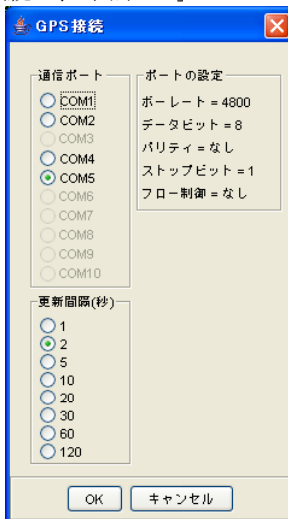 GPS接続
通信ポート
COM1
COM2
COM3
COM4
COM5
COM6
COM7
COM8
COM9
COM10
ポートの設定
ボーレート = 4800
データビット = 8
パリティ = なし
ストップビット = 1
フロー制御 = なし
更新間隔(秒)
1
2
5
10
20
30
60
120
OK
キャンセル